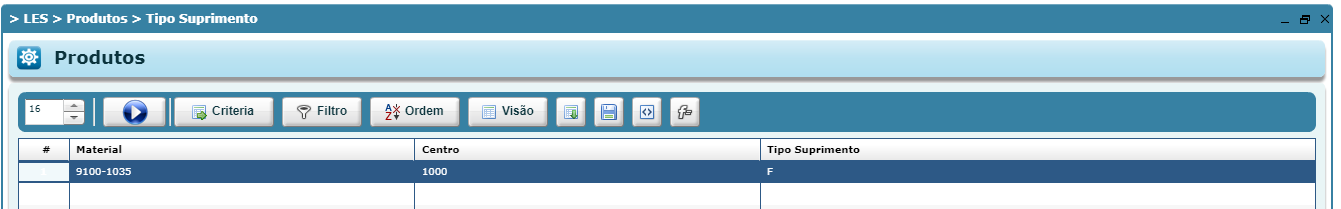 > LES > Produtos > Tipo Suprimento
Produtos
16 Criteria Filtro Ordem Visão
# Material Centro Tipo Suprimento
9100-1035 1000 F